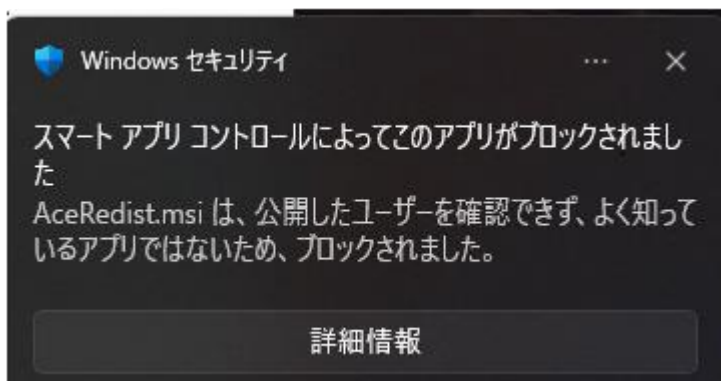 Windows セキュリティ
スマート アプリ コントロールによってこのアプリがブロックされまし
た
AceRedist.msi は、公開したユーザーを確認できず、よく知って
いるアプリではないため、ブロックされました。
詳細情報